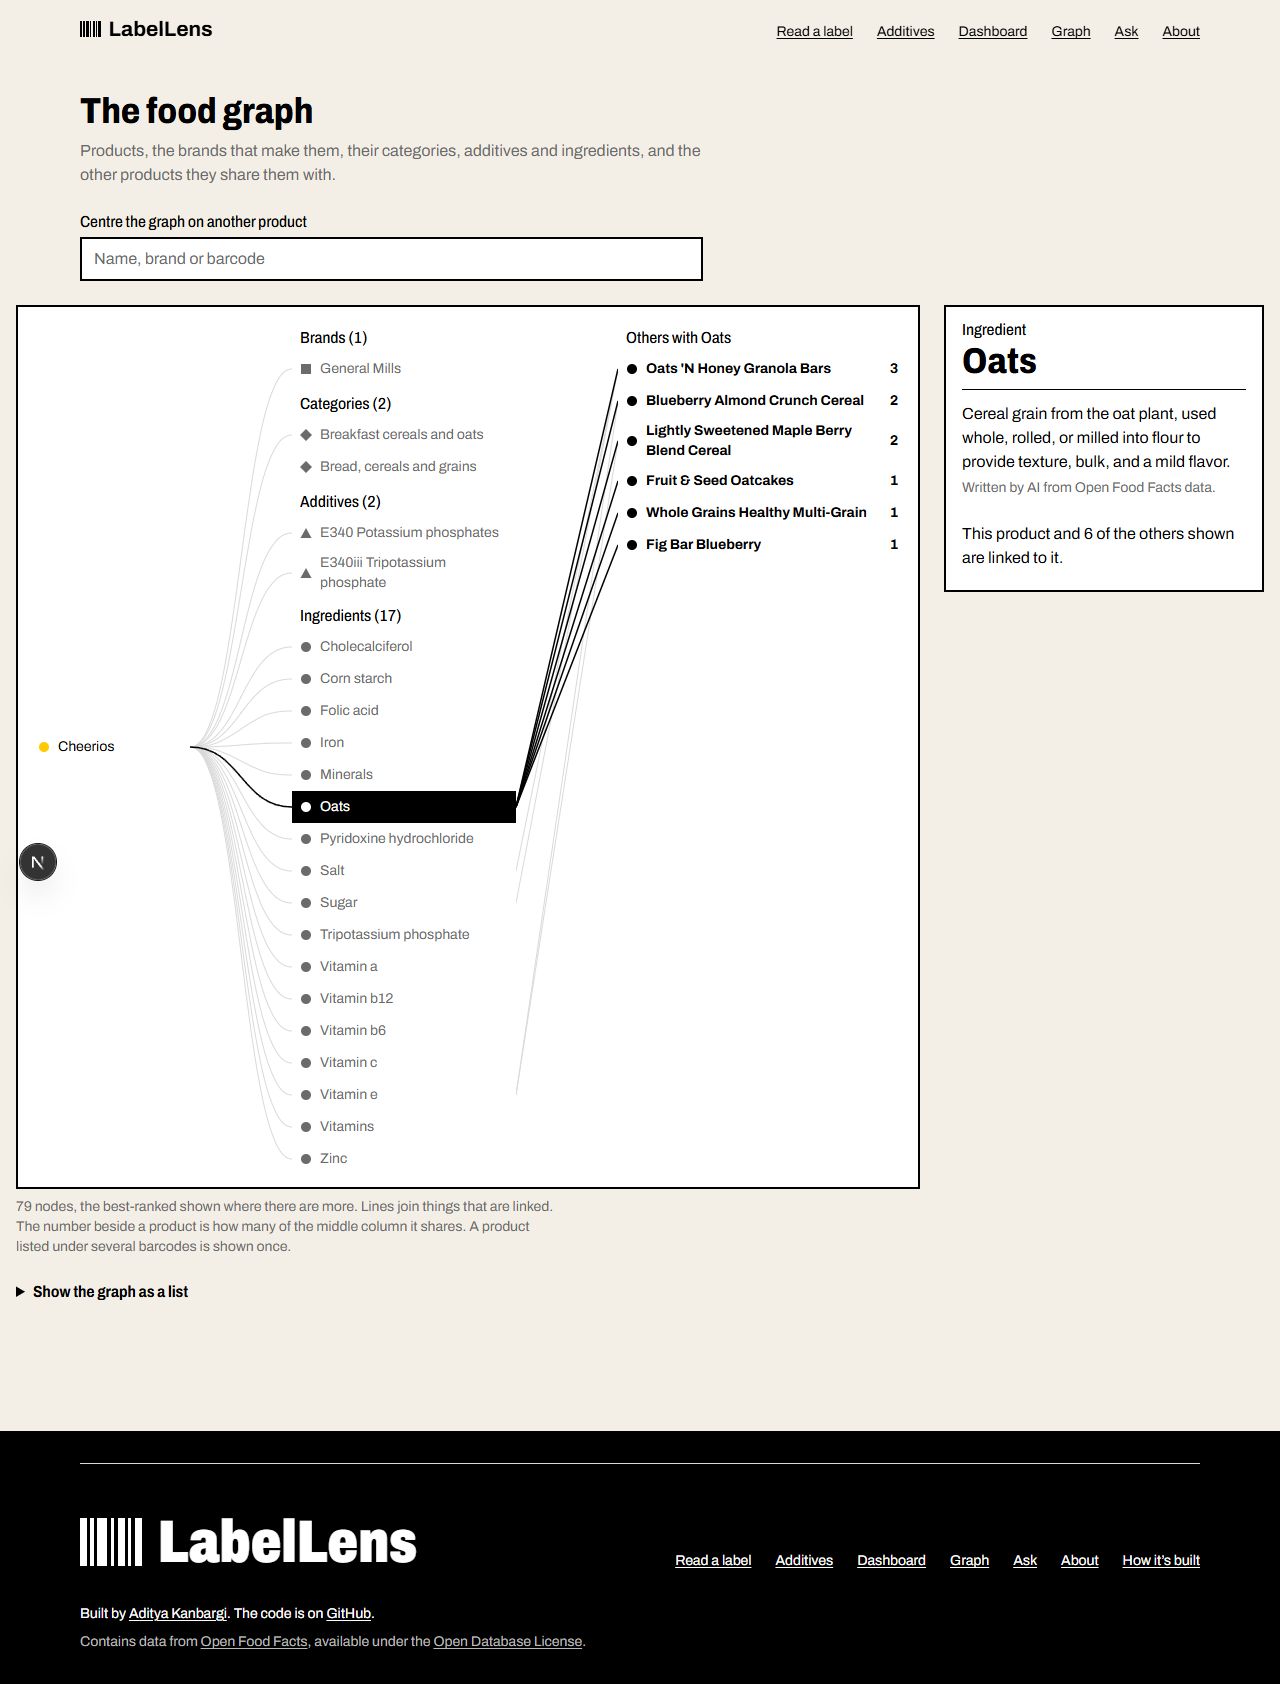 LabelLens
Read a label Additives Dashboard Graph Ask About
The food graph
Products, the brands that make them, their categories, additives and ingredients, and the
other products they share them with.
Centre the graph on another product
Name, brand or barcode
Cheerios
Brands (1)
General Mills
Categories (2)
Breakfast cereals and oats
Bread, cereals and grains
Additives (2)
E340 Potassium phosphates
E340iii Tripotassium
phosphate
Ingredients (17)
Cholecalciferol
Corn starch
Folic acid
Iron
Minerals
Oats
Pyridoxine hydrochloride
Salt
Sugar
Tripotassium phosphate
Vitamin a
Vitamin b12
Vitamin b6
Vitamin c
Vitamin e
Vitamins
Zinc
Others with Oats
Oats 'N Honey Granola Bars 3
Blueberry Almond Crunch Cereal 2
Lightly Sweetened Maple Berry
Blend Cereal 2
Fruit & Seed Oatcakes 1
Whole Grains Healthy Multi-Grain 1
Fig Bar Blueberry 1
Ingredient
Oats
Cereal grain from the oat plant, used
whole, rolled, or milled into flour to
provide texture, bulk, and a mild flavor.
Written by AI from Open Food Facts data.
This product and 6 of the others shown
are linked to it.
N
79 nodes, the best-ranked shown where there are more. Lines join things that are linked.
The number beside a product is how many of the middle column it shares. A product
listed under several barcodes is shown once.
Show the graph as a list
LabelLens
Read a label Additives Dashboard Graph Ask About How it's built
Built by Aditya Kanbargi. The code is on GitHub.
Contains data from Open Food Facts, available under the Open Database License.